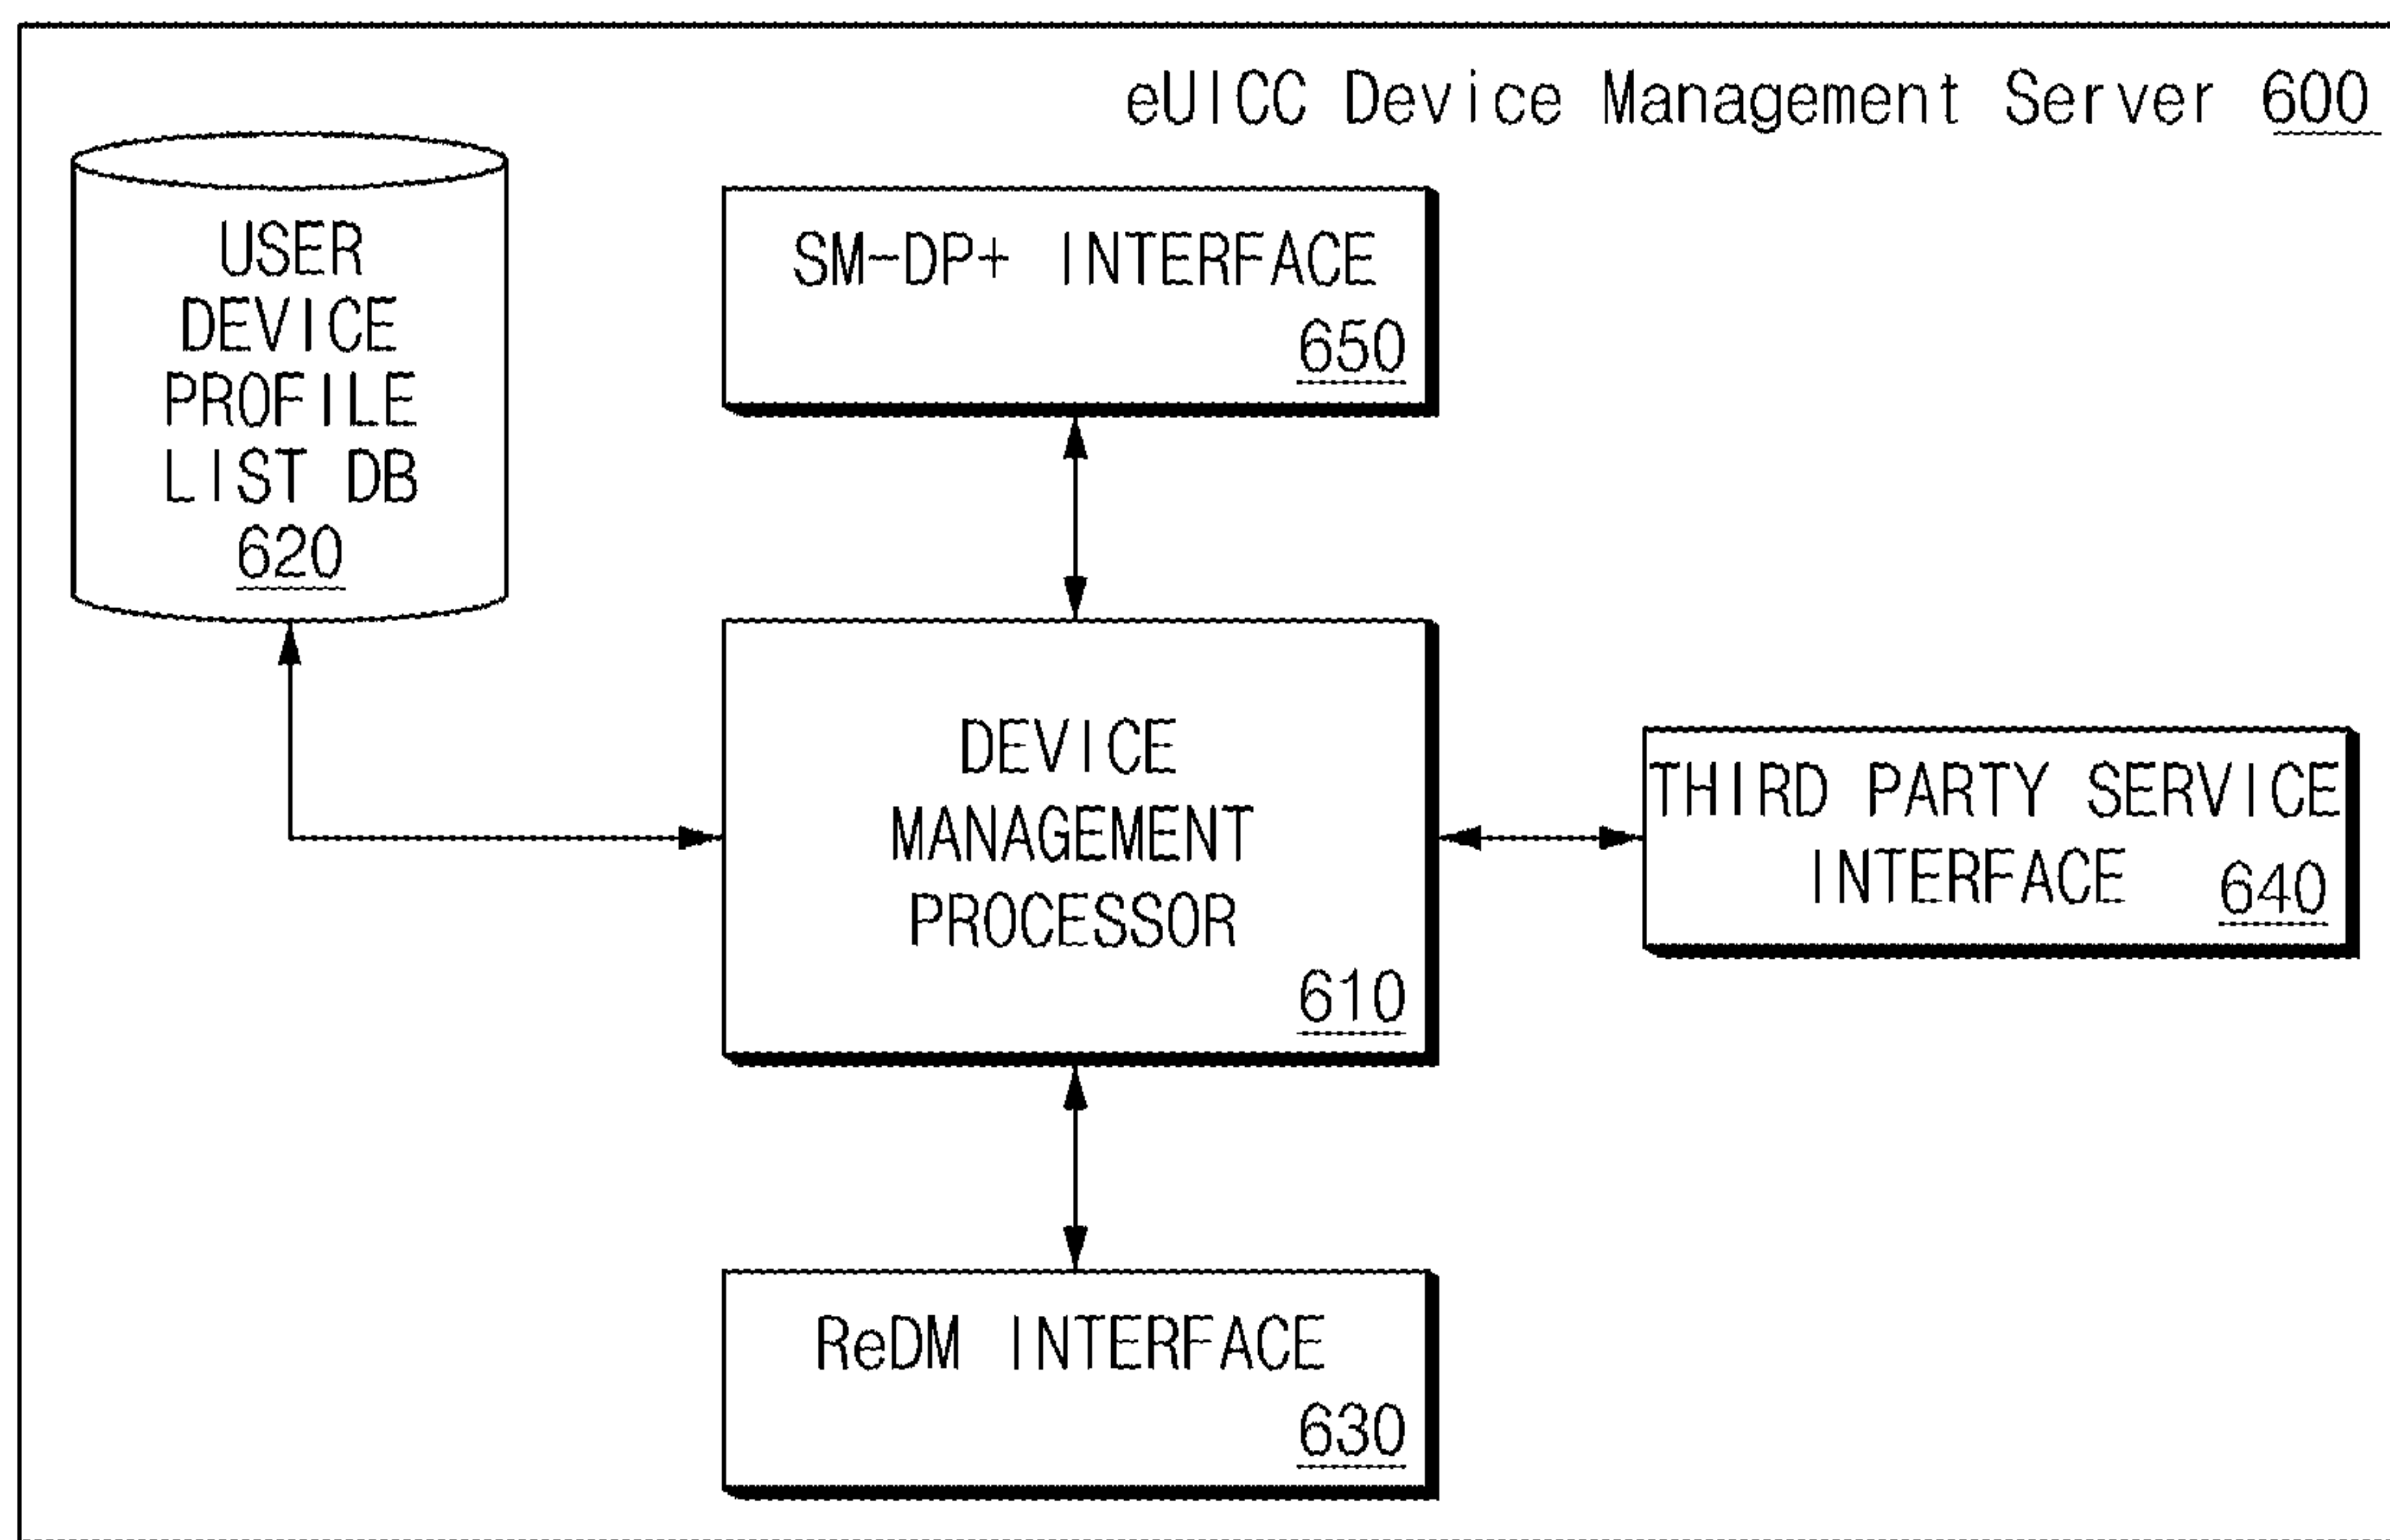 eUICC Device Management Server 600
USER
DEVICE
PROFILE
LIST DB
620
SM-DP+ INTERFACE
650
DEVICE
MANAGEMENT
PROCESSOR
610
THIRD PARTY SERVICE
INTERFACE 640
ReDM INTERFACE
630